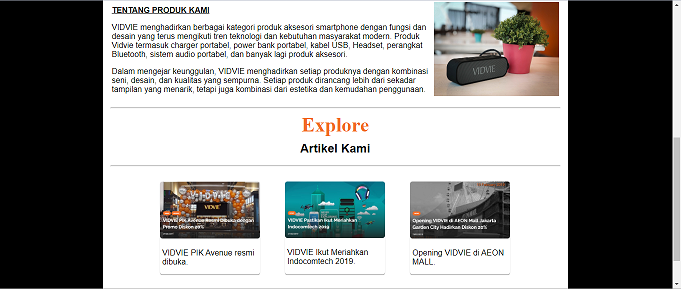 TENTANG PRODUK KAMI
VIDVIE menghadirkan berbagai kategori produk aksesori smartphone dengan fungsi dan
desain yang terus mengikuti tren teknologi dan kebutuhan masyarakat modern. Produk
Vidvie termasuk charger portabel, power bank portabel, kabel USB, Headset, perangkat
Bluetooth, sistem audio portabel, dan banyak lagi produk aksesori.
Dalam mengejar keunggulan, VIDVIE menghadirkan setiap produknya dengan kombinasi
seni, desain, dan kualitas yang sempurna. Setiap produk dirancang lebih dari sekadar
tampilan yang menarik, tetapi juga kombinasi dari estetika dan kemudahan penggunaan.
VIDVIE
Explore
Artikel Kami
VIDVIE
VIDVIE PIK Avenue Resmi Dibuka dengan
Promo Diskon 20%
VIDVIE Pastikan Ikut Meriahkan
Indocomtech 2019
Opening VIDVIE di AEON Mall Jakarta
Garden City Hadirkan Diskon 20%
VIDVIE PIK Avenue resmi
dibuka.
VIDVIE Ikut Meriahkan
Indocomtech 2019.
Opening VIDVIE di AEON
MALL.